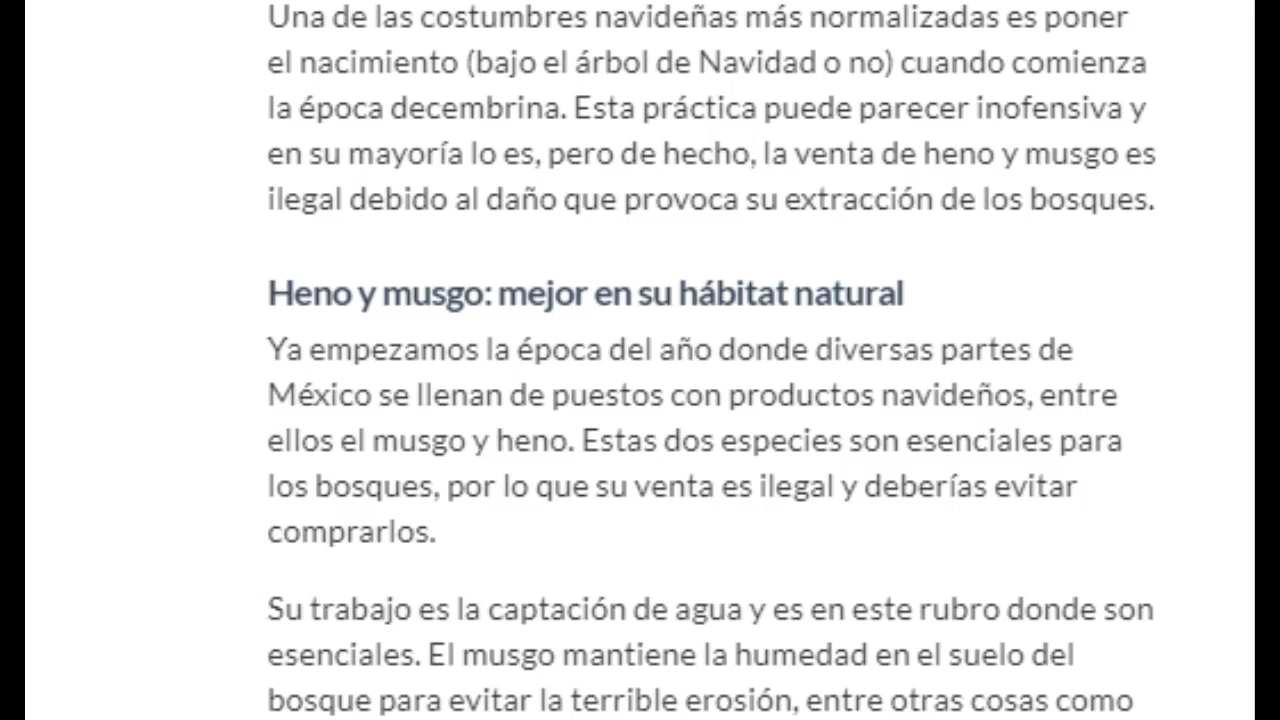 Una de las costumbres navideñas más normalizadas es poner
el nacimiento (bajo el árbol de Navidad o no) cuando comienza
la época decembrina. Esta práctica puede parecer inofensiva y
en su mayoría lo es, pero de hecho, la venta de heno y musgo es
ilegal debido al daño que provoca su extracción de los bosques.
Heno y musgo: mejor en su hábitat natural
Ya empezamos la época del año donde diversas partes de
México se llenan de puestos con productos navideños, entre
ellos el musgo y heno. Estas dos especies son esenciales para
los bosques, por lo que su venta es ilegal y deberías evitar
comprarlos.
Su trabajo es la captación de agua y es en este rubro donde son
esenciales. El musgo mantiene la humedad en el suelo del
bosque para evitar la terrible erosión, entre otras cosas como